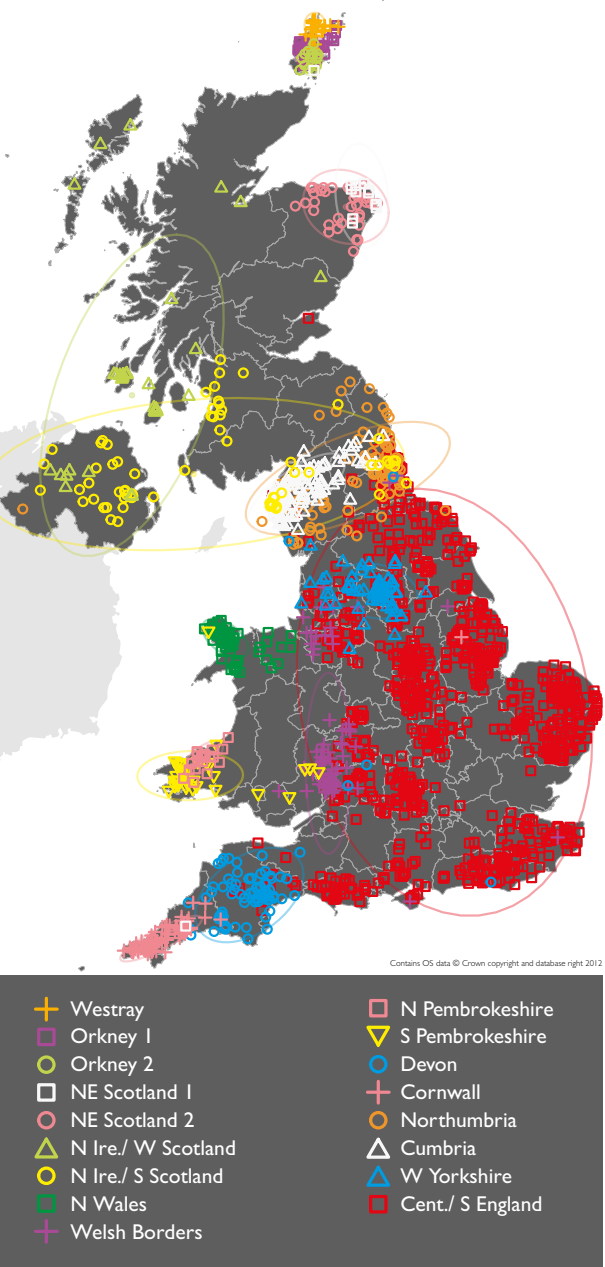 Contains OS data © Crown copyright and database right 2012
Westray
Orkney 1
Orkney 2
NE Scotland 1
NE Scotland 2
N Ire./ W Scotland
N Ire./ S Scotland
N Wales
Welsh Borders
N Pembrokeshire
S Pembrokeshire
Devon
Cornwall
Northumbria
Cumbria
W Yorkshire
Cent./ S England